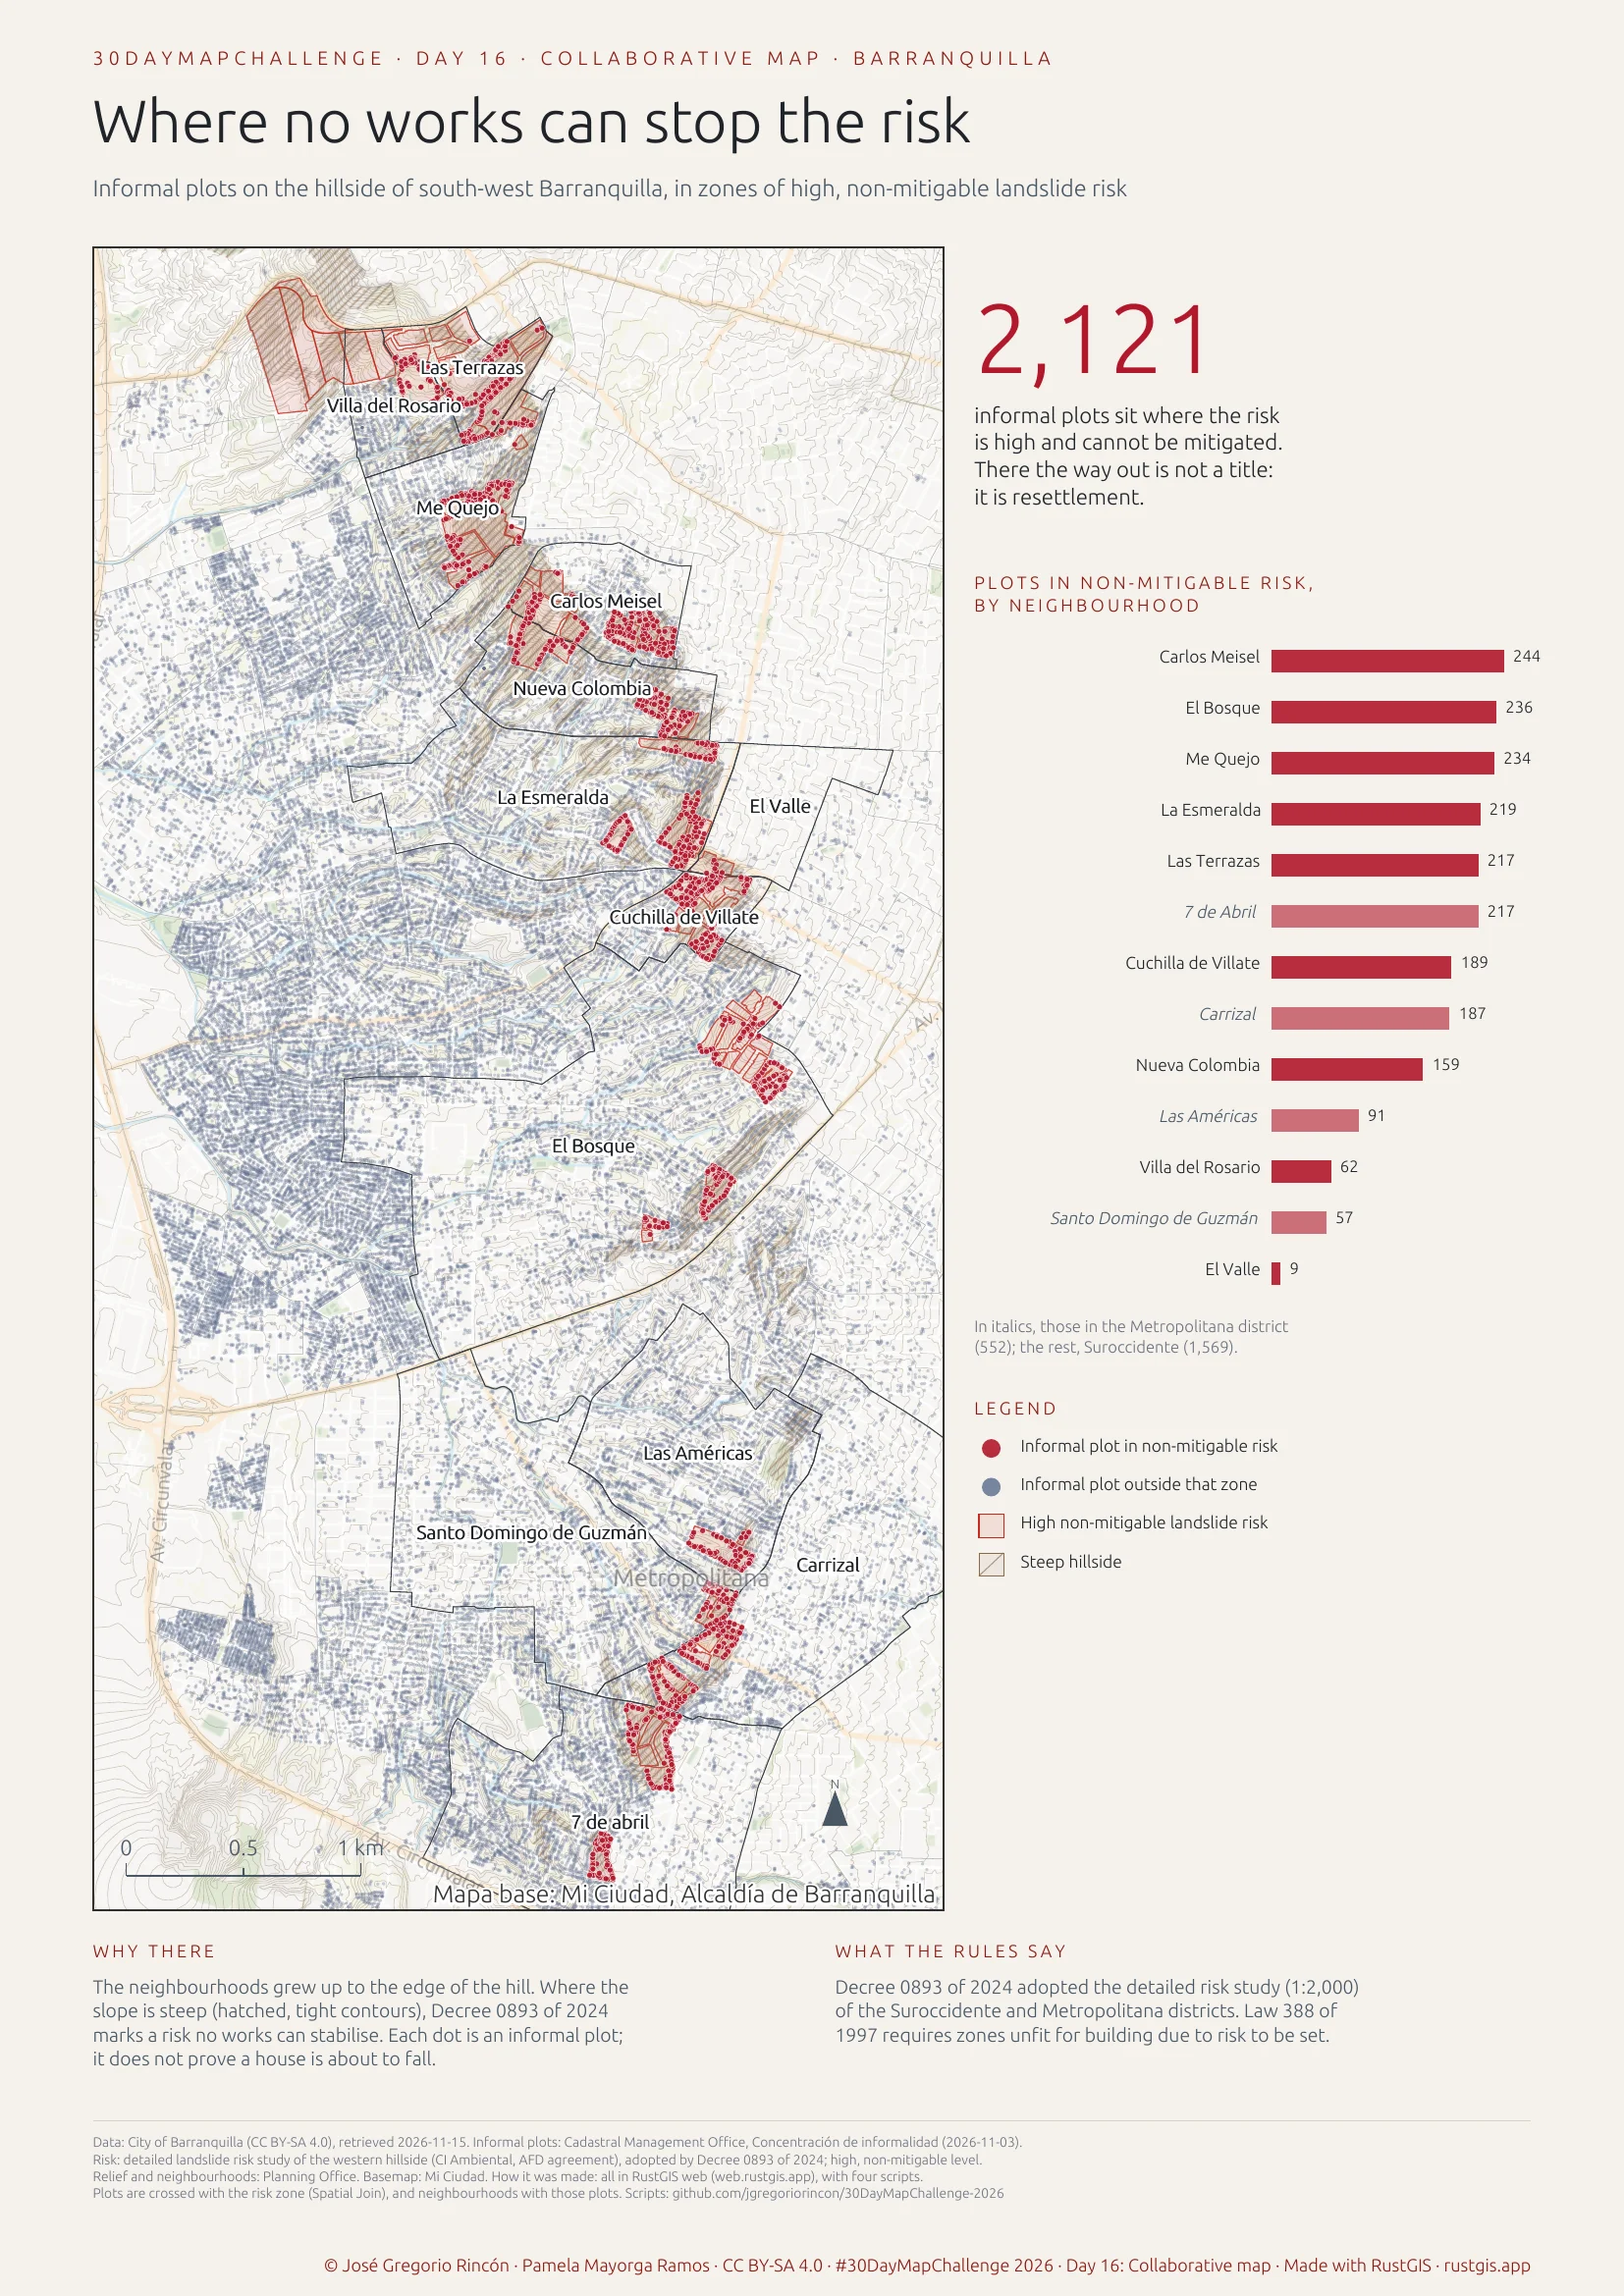 30DAYMAPCHALLENGE · DAY 16 · COLLABORATIVE MAP · BARRANQUILLA
Where no works can stop the risk
Informal plots on the hillside of south-west Barranquilla, in zones of high, non-mitigable landslide risk
Las Terrazas
Villa del Rosario
Me Quejo
Carlos Meisel
Nueva Colombia
La Esmeralda
El Valle
Cuchilla de Villate
Av.
El Bosque
Las Américas
Av. Circunvalar
Santo Domingo de Guzmán
Carrizal
Metropolitana
N
7 de abril
0 0.5 1 km
Circunvalar
Mapa base: Mi Ciudad, Alcaldía de Barranquilla
2,121
informal plots sit where the risk
is high and cannot be mitigated.
There the way out is not a title:
it is resettlement.
PLOTS IN NON-MITIGABLE RISK,
BY NEIGHBOURHOOD
Carlos Meisel 244
El Bosque 236
Me Quejo 234
La Esmeralda 219
Las Terrazas 217
7 de Abril 217
Cuchilla de Villate 189
Carrizal 187
Nueva Colombia 159
Las Américas 91
Villa del Rosario 62
Santo Domingo de Guzmán 57
El Valle 9
In italics, those in the Metropolitana district
(552); the rest, Suroccidente (1,569).
LEGEND
Informal plot in non-mitigable risk
Informal plot outside that zone
High non-mitigable landslide risk
Steep hillside
WHY THERE
The neighbourhoods grew up to the edge of the hill. Where the
slope is steep (hatched, tight contours), Decree 0893 of 2024
marks a risk no works can stabilise. Each dot is an informal plot;
it does not prove a house is about to fall.
WHAT THE RULES SAY
Decree 0893 of 2024 adopted the detailed risk study (1:2,000)
of the Suroccidente and Metropolitana districts. Law 388 of
1997 requires zones unfit for building due to risk to be set.
Data: City of Barranquilla (CC BY-SA 4.0), retrieved 2026-11-15. Informal plots: Cadastral Management Office, Concentración de informalidad (2026-11-03).
Risk: detailed landslide risk study of the western hillside (CI Ambiental, AFD agreement), adopted by Decree 0893 of 2024; high, non-mitigable level.
Relief and neighbourhoods: Planning Office. Basemap: Mi Ciudad. How it was made: all in RustGIS web (web.rustgis.app), with four scripts.
Plots are crossed with the risk zone (Spatial Join), and neighbourhoods with those plots. Scripts: github.com/jgregoriorincon/30DayMapChallenge-2026
© José Gregorio Rincón · Pamela Mayorga Ramos · CC BY-SA 4.0 · #30DayMapChallenge 2026 · Day 16: Collaborative map · Made with RustGIS · rustgis.app